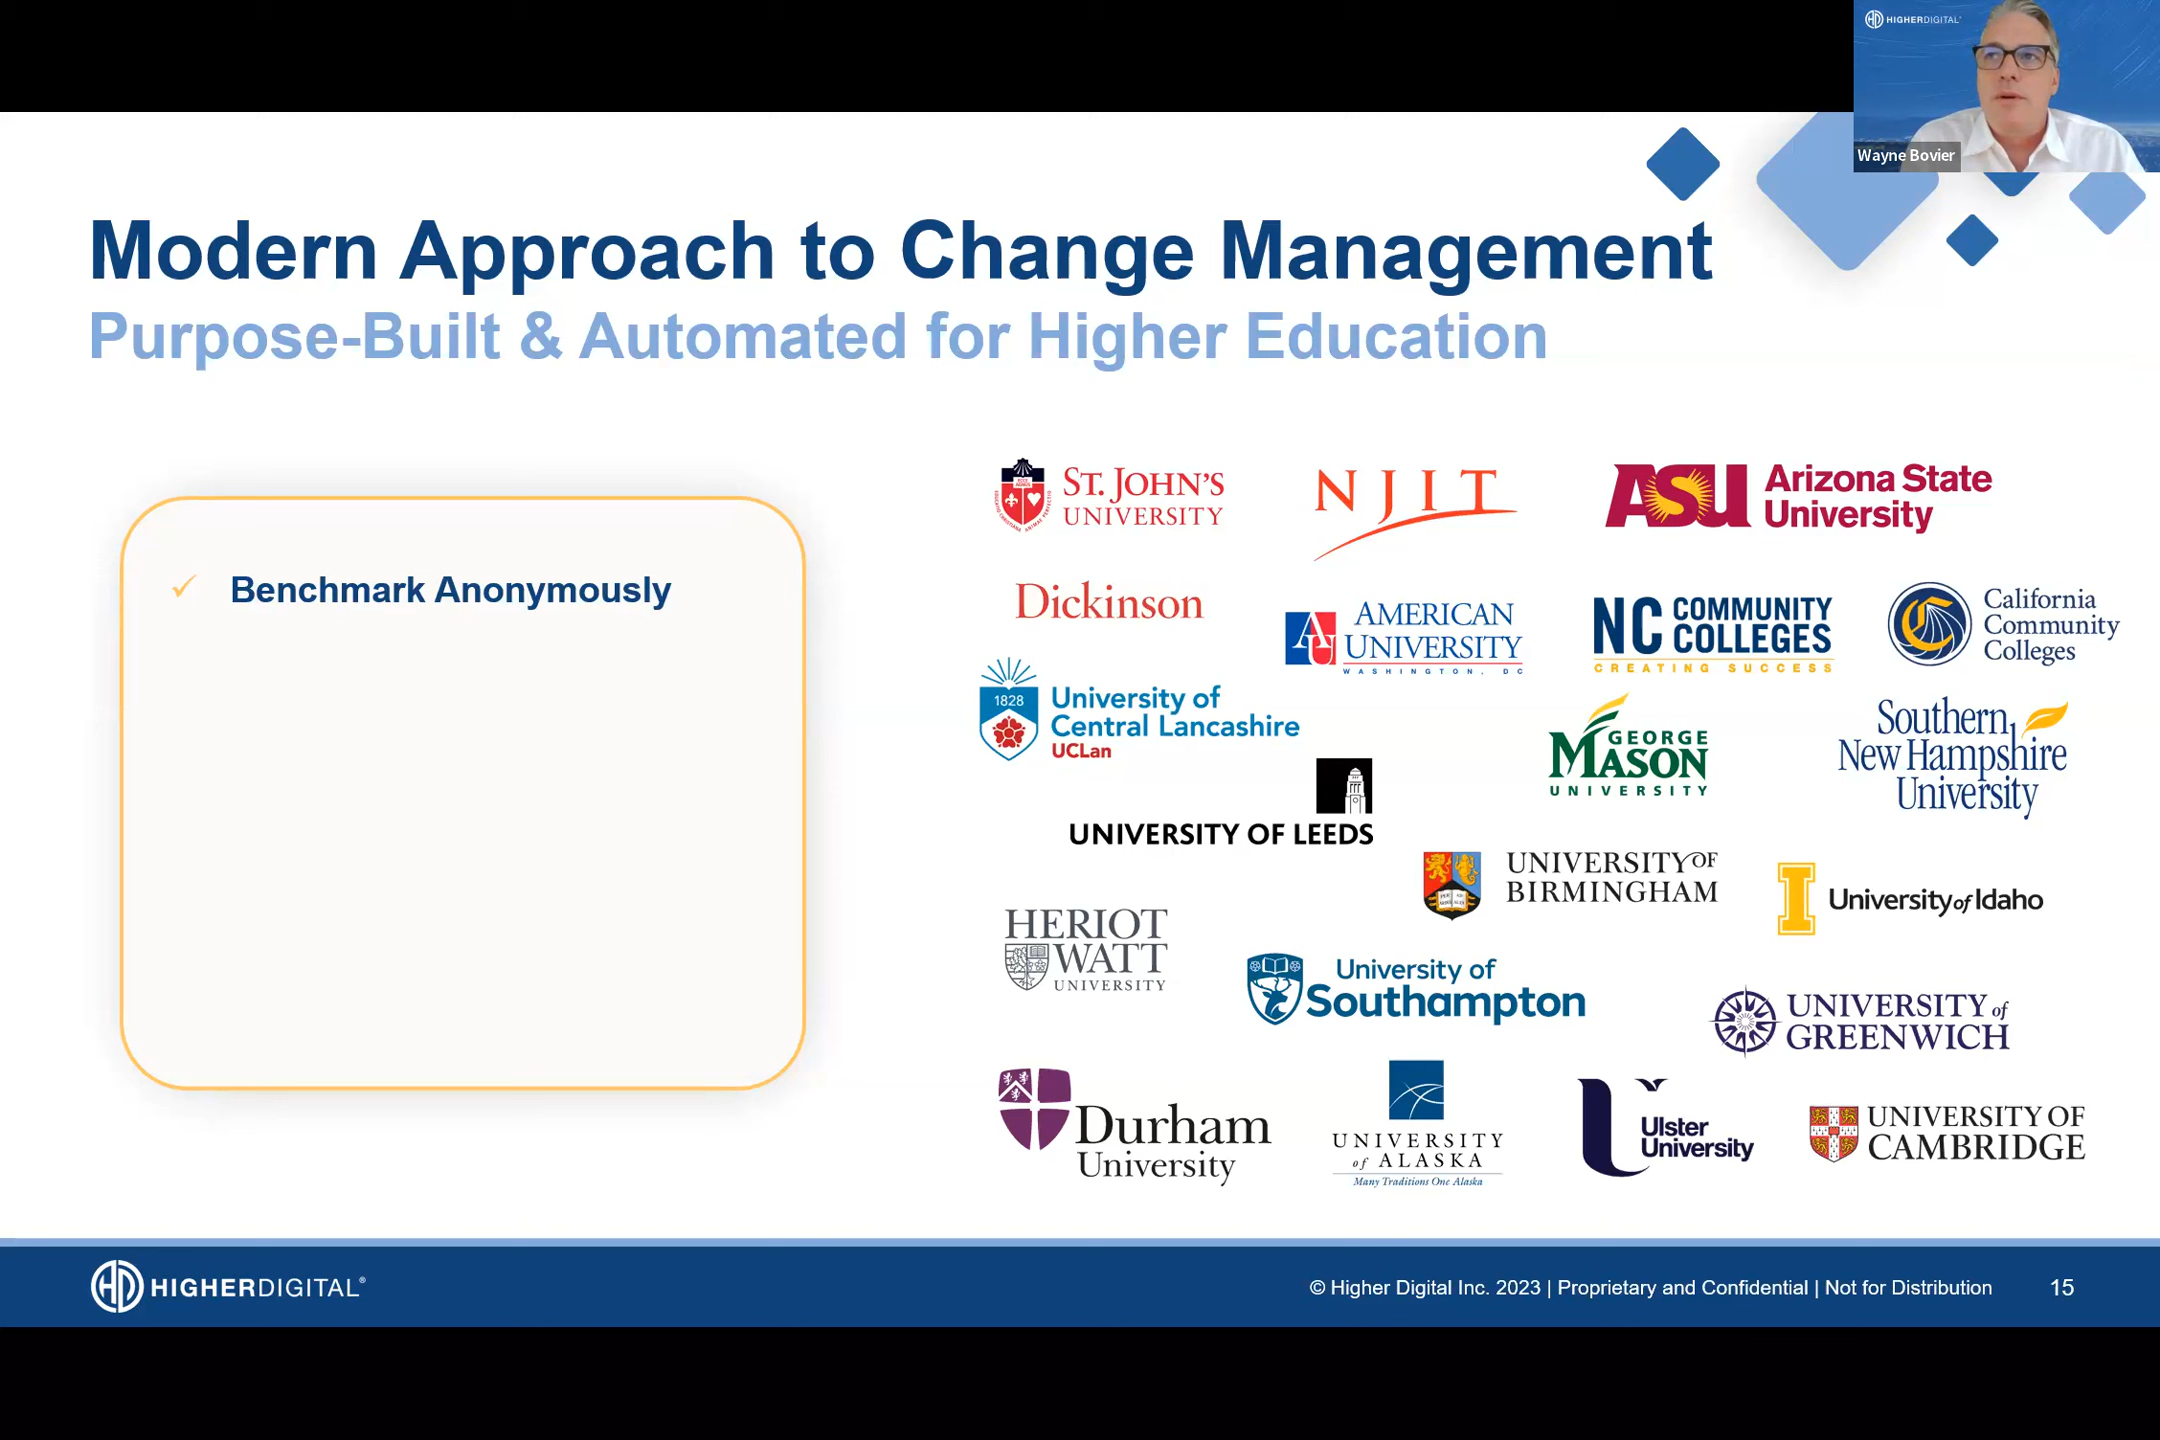 HIGHERDIGITAL
Wayne Bovier
Modern Approach to Change Management
Purpose-Built & Automated for Higher Education
✓ Benchmark Anonymously
ST. JOHN'S
UNIVERSITY
NJIT
ASU
Arizona State
University
Dickinson
AU
AMERICAN
UNIVERSITY
WASHINGTON, DC
NC COMMUNITY
COLLEGES
CREATING SUCCESS
California
Community
Colleges
1828
University of
Central Lancashire
UCLan
GEORGE
MASON
UNIVERSITY
Southern
New Hampshire
University
UNIVERSITY OF LEEDS
UNIVERSITY OF
BIRMINGHAM
I
University of Idaho
HERIOT
WATT
UNIVERSITY
University of
Southampton
UNIVERSITY of
GREENWICH
Durham
University
UNIVERSITY
of ALASKA
Many Traditions One Alaska
Ulster
University
UNIVERSITY OF
CAMBRIDGE
HIGHERDIGITAL®
© Higher Digital Inc. 2023 | Proprietary and Confidential | Not for Distribution
15